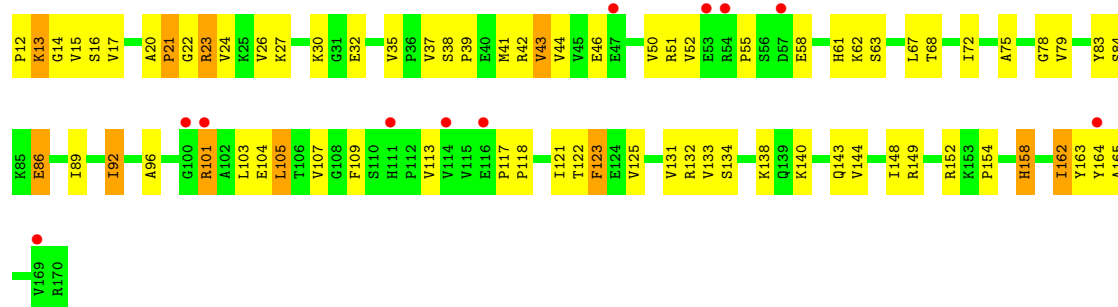 P12 K13 G14 V15 S16 V17 A20 P21 G22 R23 V24 K25 V26 K27 K30 G31 E32 V35 P36 V37 S38 P39 E40 M41 R42 V43 V44 V45 E46 E47 V50 R51 V52 E53 R54 P55 S56 D57 E58 H61 K62 S63 L67 T68 I72 A75 G78 V79 Y83 S84
K85 E86 I89 I92 A96 G100 R101 A102 L103 E104 L105 T106 V107 G108 F109 S110 H111 P112 V113 V114 V115 E116 P117 P118 I121 T122 F123 E124 V125 V131 R132 V133 S134 K138 Q139 K140 Q143 V144 I148 R149 R152 K153 P154 H158 I162 Y163 Y164 A165
V169 R170